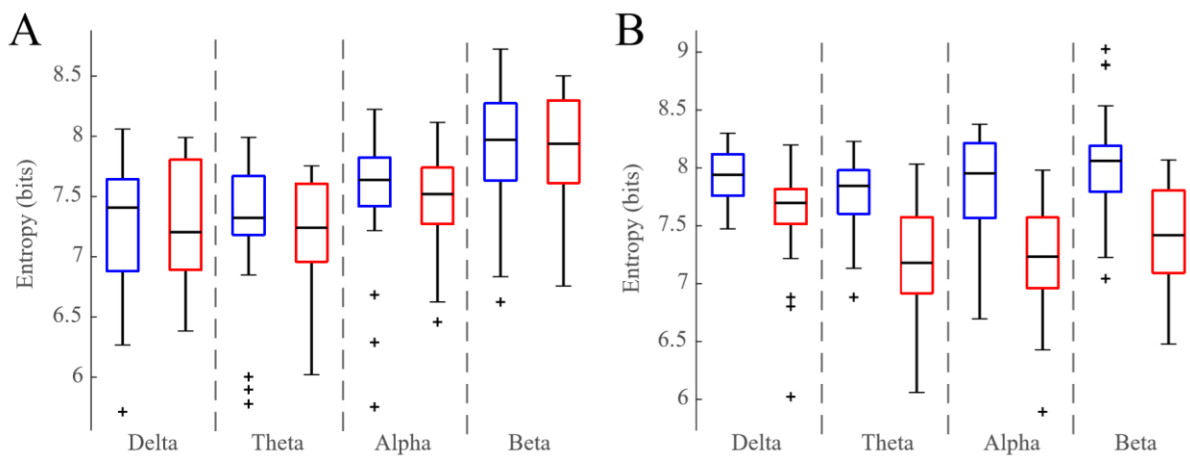 A
Entropy (bits)
8.5
8
7.5
7
6.5
6
Delta
Theta
Alpha
Beta
B
Entropy (bits)
9
8.5
8
7.5
7
6.5
6
Delta
Theta
Alpha
Beta